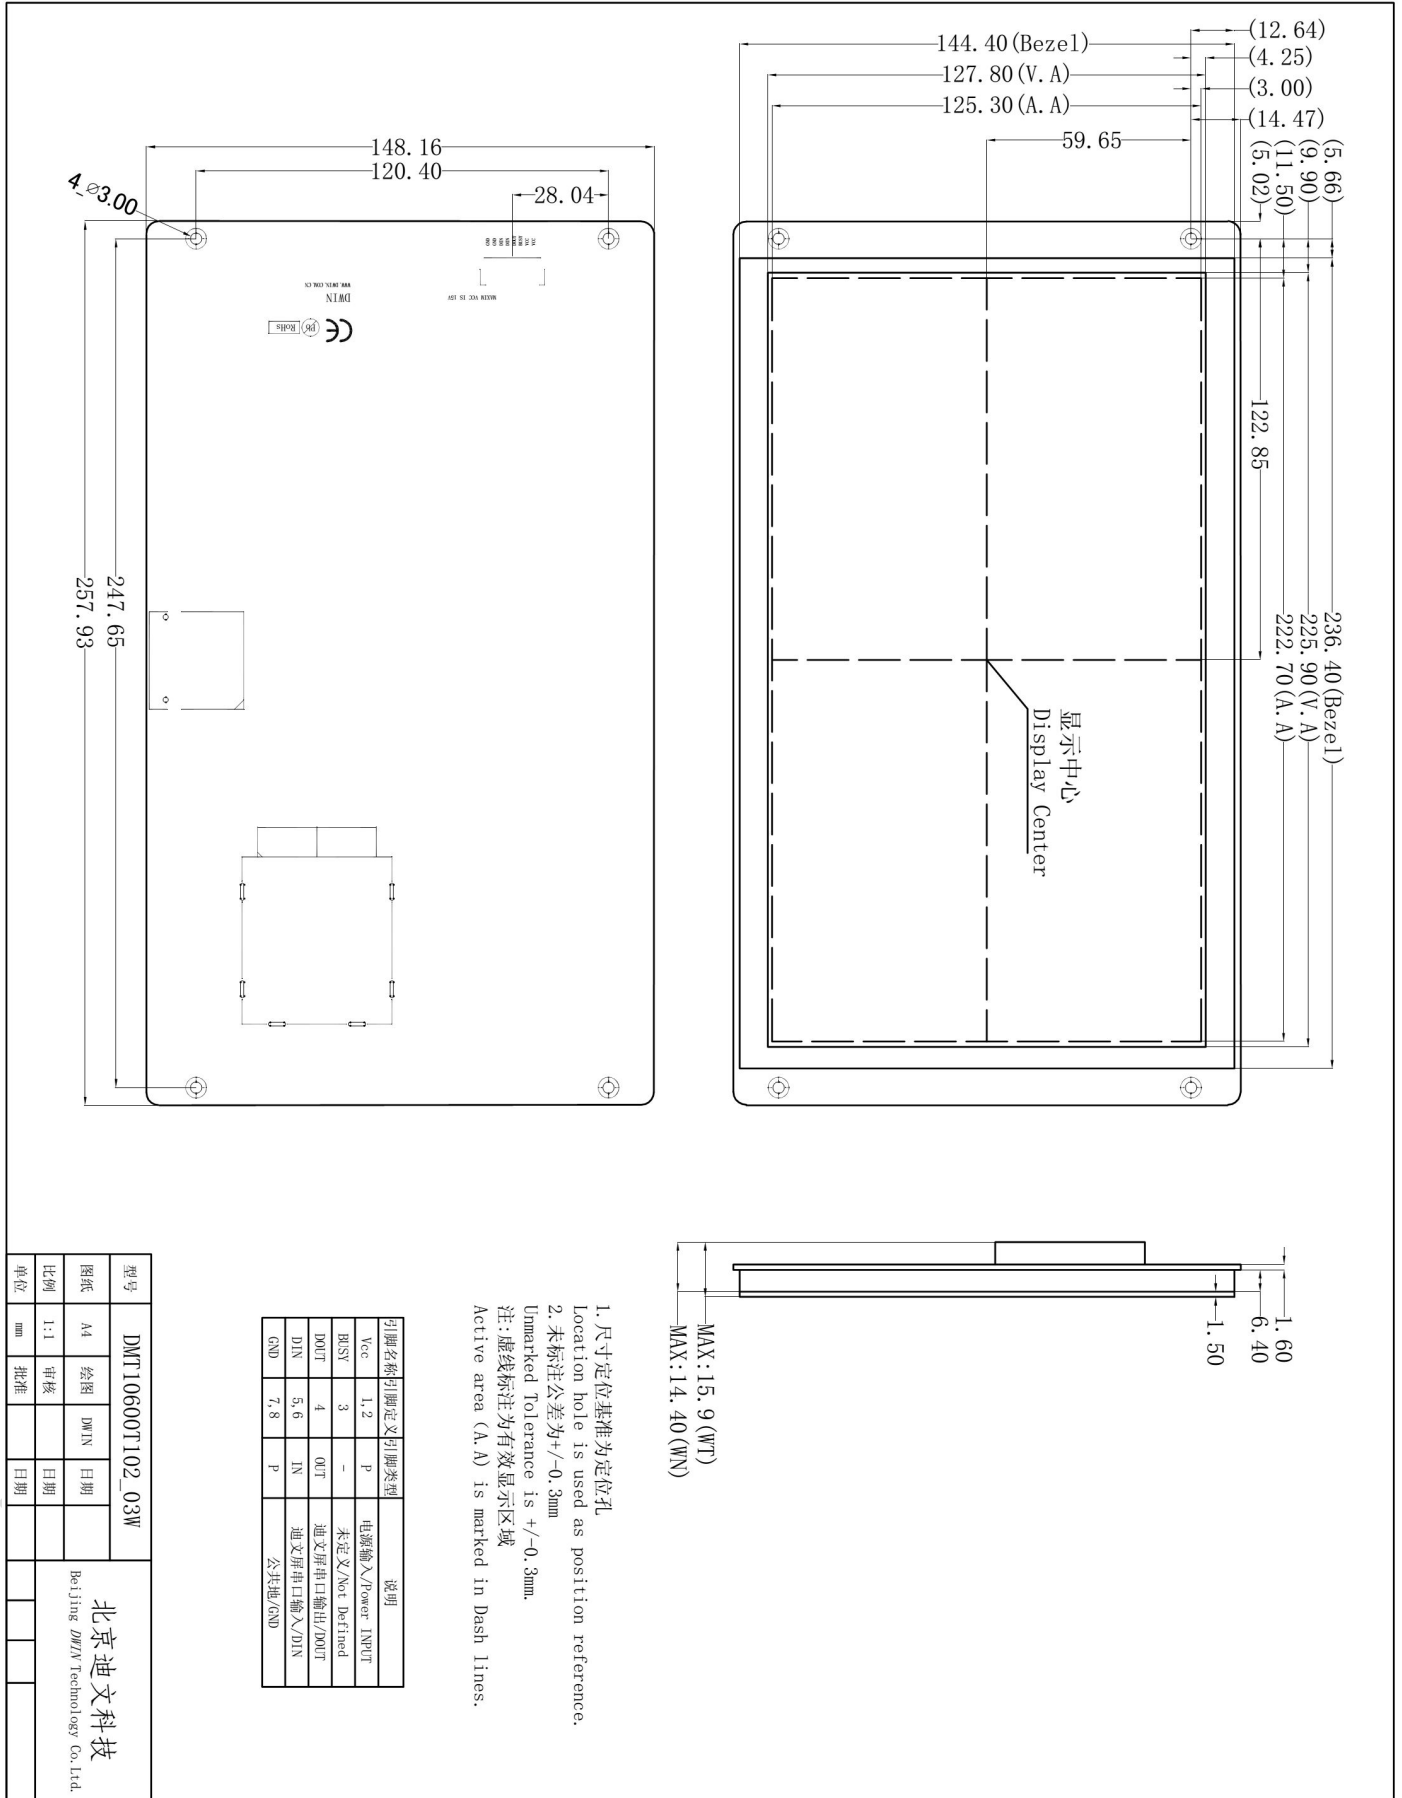 144.40(Bezel)
127.80(V.A)
125.30(A.A)
59.65
(12.64)
(4.25)
(3.00)
(14.47)
(5.66)
(9.90)
(11.50)
(5.02)
122.85
236.40(Bezel)
225.90(V.A)
222.70(A.A)
显示中心
Display Center
148.16
120.40
28.04
4_⌀3.00
247.65
257.93
MAXIM VCC IS 15V
WWW.DWIN.COM.CN
DWIN
CE
Pb
RoHs
1.60
6.40
1.50
MAX:15.9(WT)
MAX:14.40(WN)
1.尺寸定位基准为定位孔
Location hole is used as position reference.
2.未标注公差为+/-0.3mm
Unmarked Tolerance is +/-0.3mm.
注:虚线标注为有效显示区域
Active area (A.A) is marked in Dash lines.
引脚名称 引脚定义 引脚类型 说明
Vcc 1,2 P 电源输入/Power INPUT
BUSY 3 - 未定义/Not Defined
DOUT 4 OUT 迪文屏串口输出/DOUT
DIN 5,6 IN 迪文屏串口输入/DIN
GND 7,8 P 公共地/GND
型号 DMT10600T102_03W
图纸 A4 绘图 DWIN 日期
比例 1:1 审核 日期
单位 mm 批准 日期
北京迪文科技
Beijing DWIN Technology Co.Ltd.